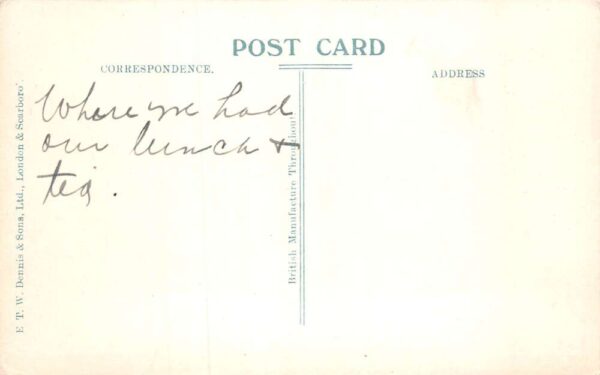 POST CARD
CORRESPONDENCE.
ADDRESS
Where we had
our lunch +
tea.
E. T. W. Dennis & Sons, Ltd., London & Scarboro'.
British Manufacture Throughout